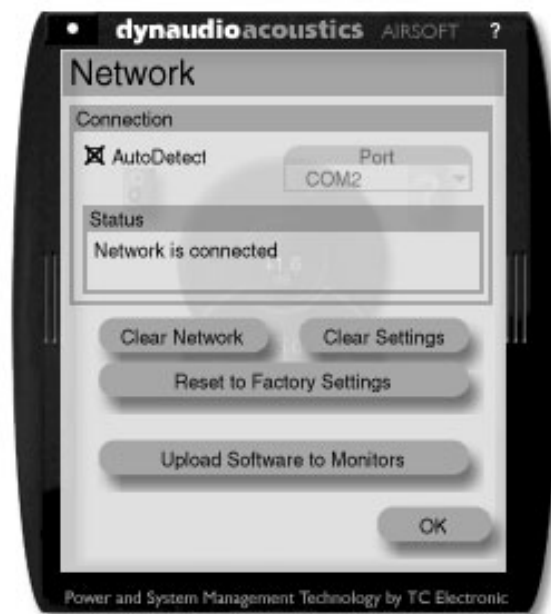 dynaudioacoustics AIRSOFT ?
Network
Connection
AutoDetect
Port
COM2
Status
Network is connected
Clear Network Clear Settings
Reset to Factory Settings
Upload Software to Monitors
OK
Power and System Management Technology by TC Electronic